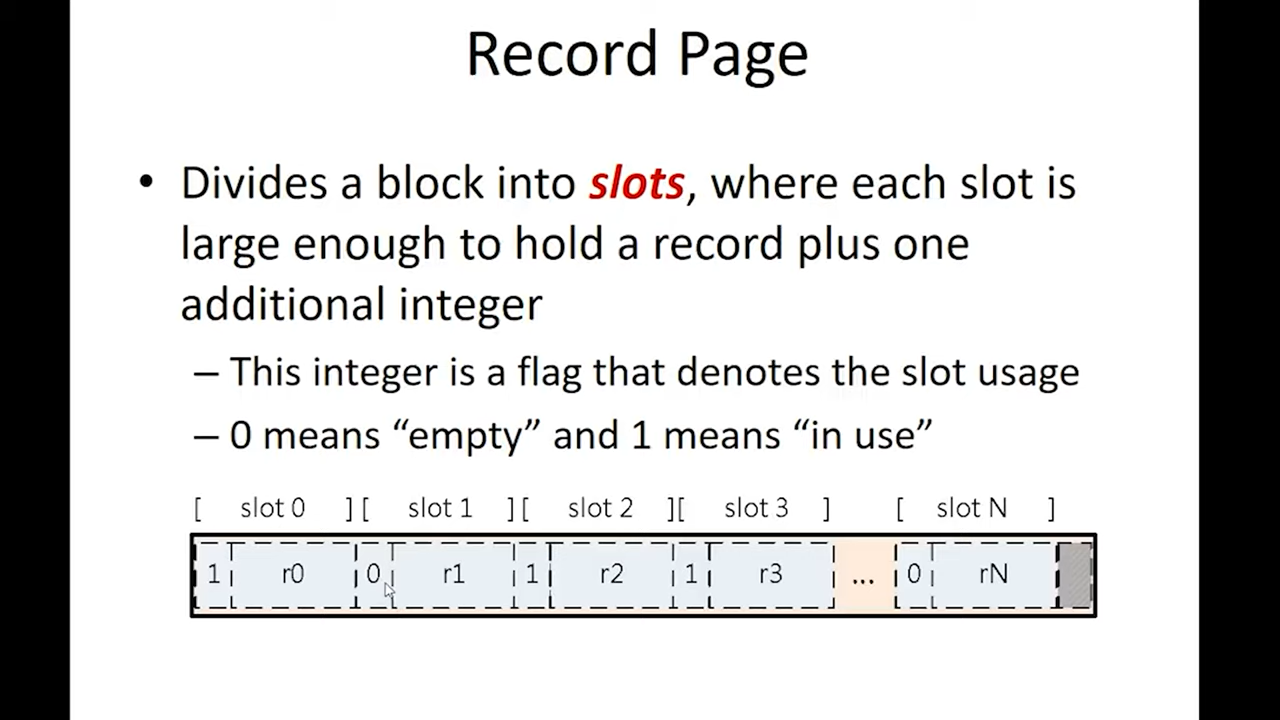 Record Page
• Divides a block into slots, where each slot is
large enough to hold a record plus one
additional integer
– This integer is a flag that denotes the slot usage
– 0 means “empty” and 1 means “in use”
[ slot 0 ][ slot 1 ][ slot 2 ][ slot 3 ] [ slot N ]
1 r0 0 r1 1 r2 1 r3 ... 0 rN